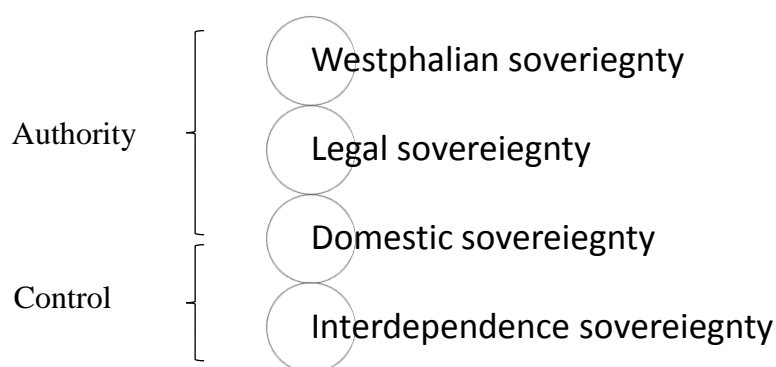 Westphalian soveriegnty
Authority
Legal sovereiegnty
Domestic sovereiegnty
Control
Interdependence sovereiegnty